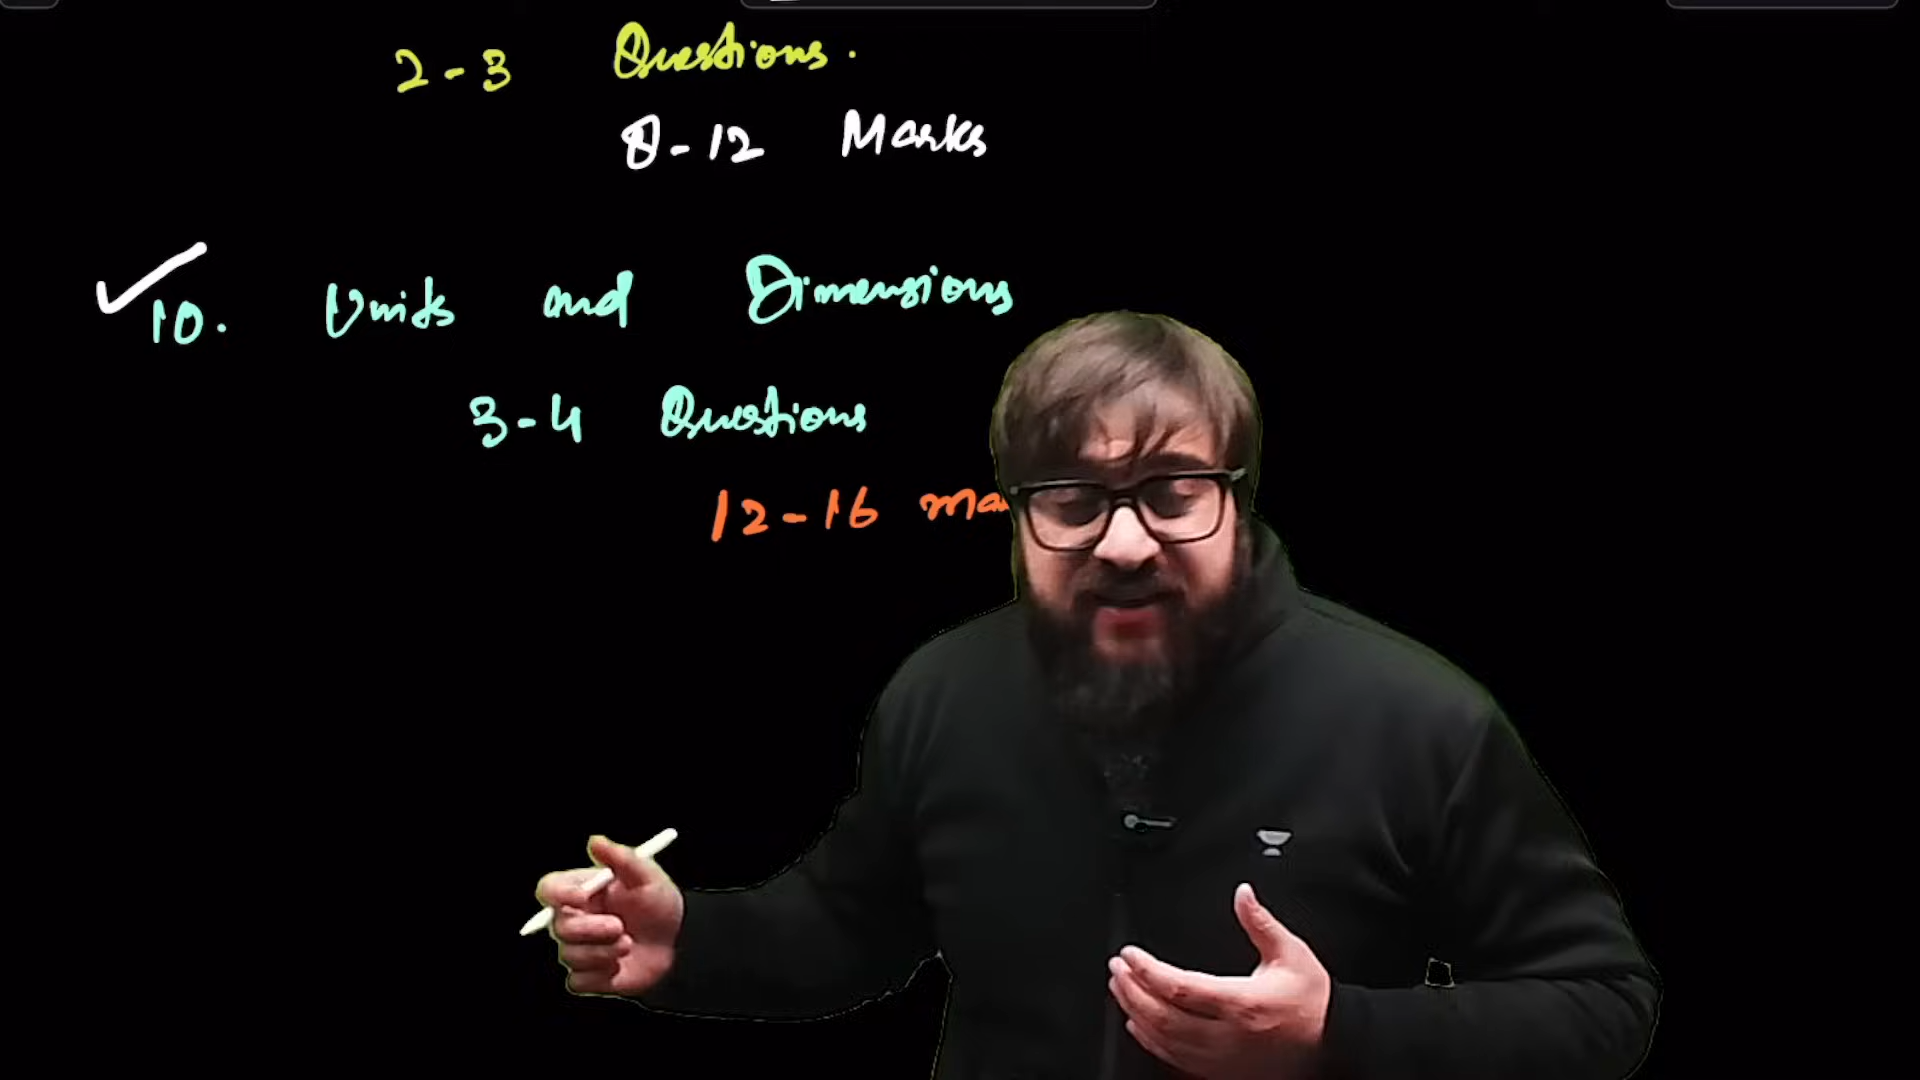 2-3 Questions.
8-12 Marks
10. Units and Dimensions
3-4 Questions
12-16